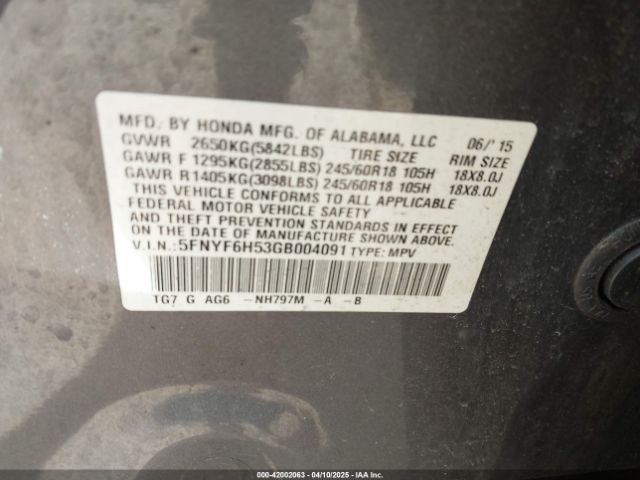 MFD. BY HONDA MFG. OF ALABAMA, LLC 06/'15
GVWR 2650KG(5842LBS) TIRE SIZE RIM SIZE
GAWR F 1295KG(2855LBS) 245/60R18 105H 18X8.0J
GAWR R 1405KG(3098LBS) 245/60R18 105H 18X8.0J
THIS VEHICLE CONFORMS TO ALL APPLICABLE
FEDERAL MOTOR VEHICLE SAFETY
AND THEFT PREVENTION STANDARDS IN EFFECT
ON THE DATE OF MANUFACTURE SHOWN ABOVE.
V.I.N.: 5FNYF6H53GB004091 TYPE: MPV
TG7 G AG6 -NH797M -A -B
000-42002063 - 04/10/2025 - IAA Inc.